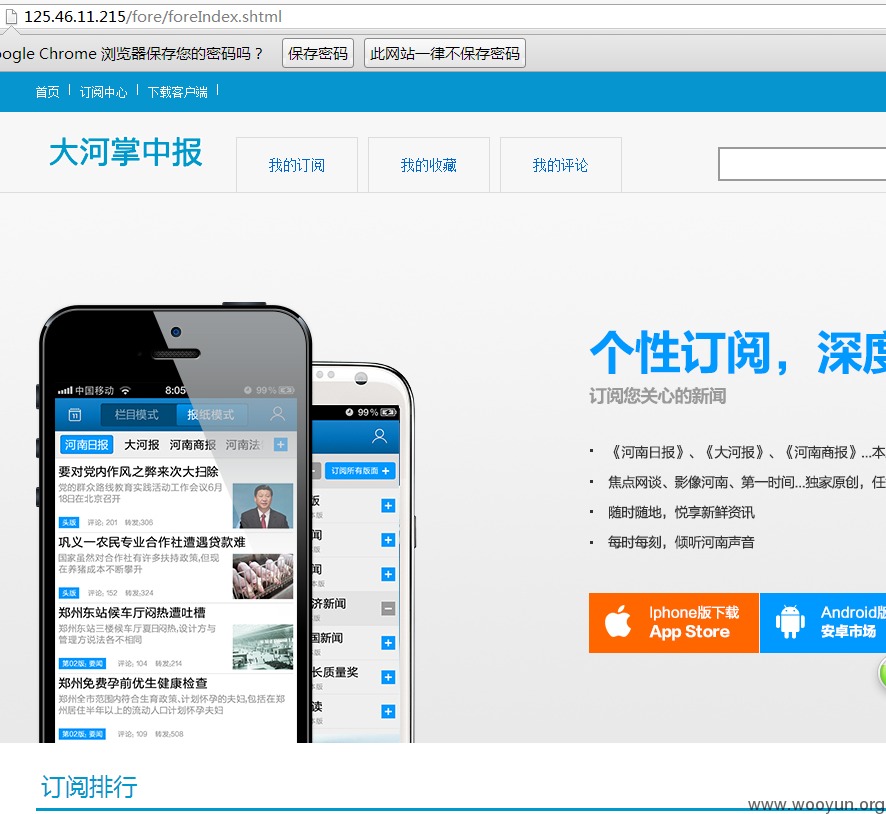 125.46.11.215/fore/foreIndex.shtml
oogle Chrome 浏览器保存您的密码吗？ 保存密码 此网站一律不保存密码
首页 订阅中心 下载客户端
大河掌中报 我的订阅 我的收藏 我的评论
个性订阅，深度
订阅您关心的新闻
· 《河南日报》、《大河报》、《河南商报》...本
· 焦点网谈、影像河南、第一时间...独家原创，任
· 随时随地，悦享新鲜资讯
· 每时每刻，倾听河南声音
Iphone版下载
App Store
Android版
安卓市场
中国移动 8:05 99%
11 栏目模式 报纸模式
河南日报 大河报 河南商报 河南法
要对党内作风之弊来次大扫除
党的群众路线教育实践活动工作会议6月
18日在北京召开
头版 评论: 201 转发:306
巩义一农民专业合作社遭遇贷款难
国家虽然对合作社有许多扶持政策,但现
在养猪成本不断攀升
头版 评论: 152 转发:324
郑州东站候车厅闷热遭吐槽
郑州东站三楼候车厅夏日闷热,设计方与
管理方说法各不相同
第02版: 要闻 评论: 104 转发:214
郑州免费孕前优生健康检查
郑州全市范围内符合生育政策,计划怀孕的夫妇,包括在郑
州居住半年以上的流动人口计划怀孕夫妇
第02版: 要闻 评论: 109 转发:508
99%
订阅所有版面 +
版
本版
闻
本版
闻
本版
济新闻
本版
国新闻
本版
长质量奖
本版
读
本版
订阅排行
www.wooyun.org